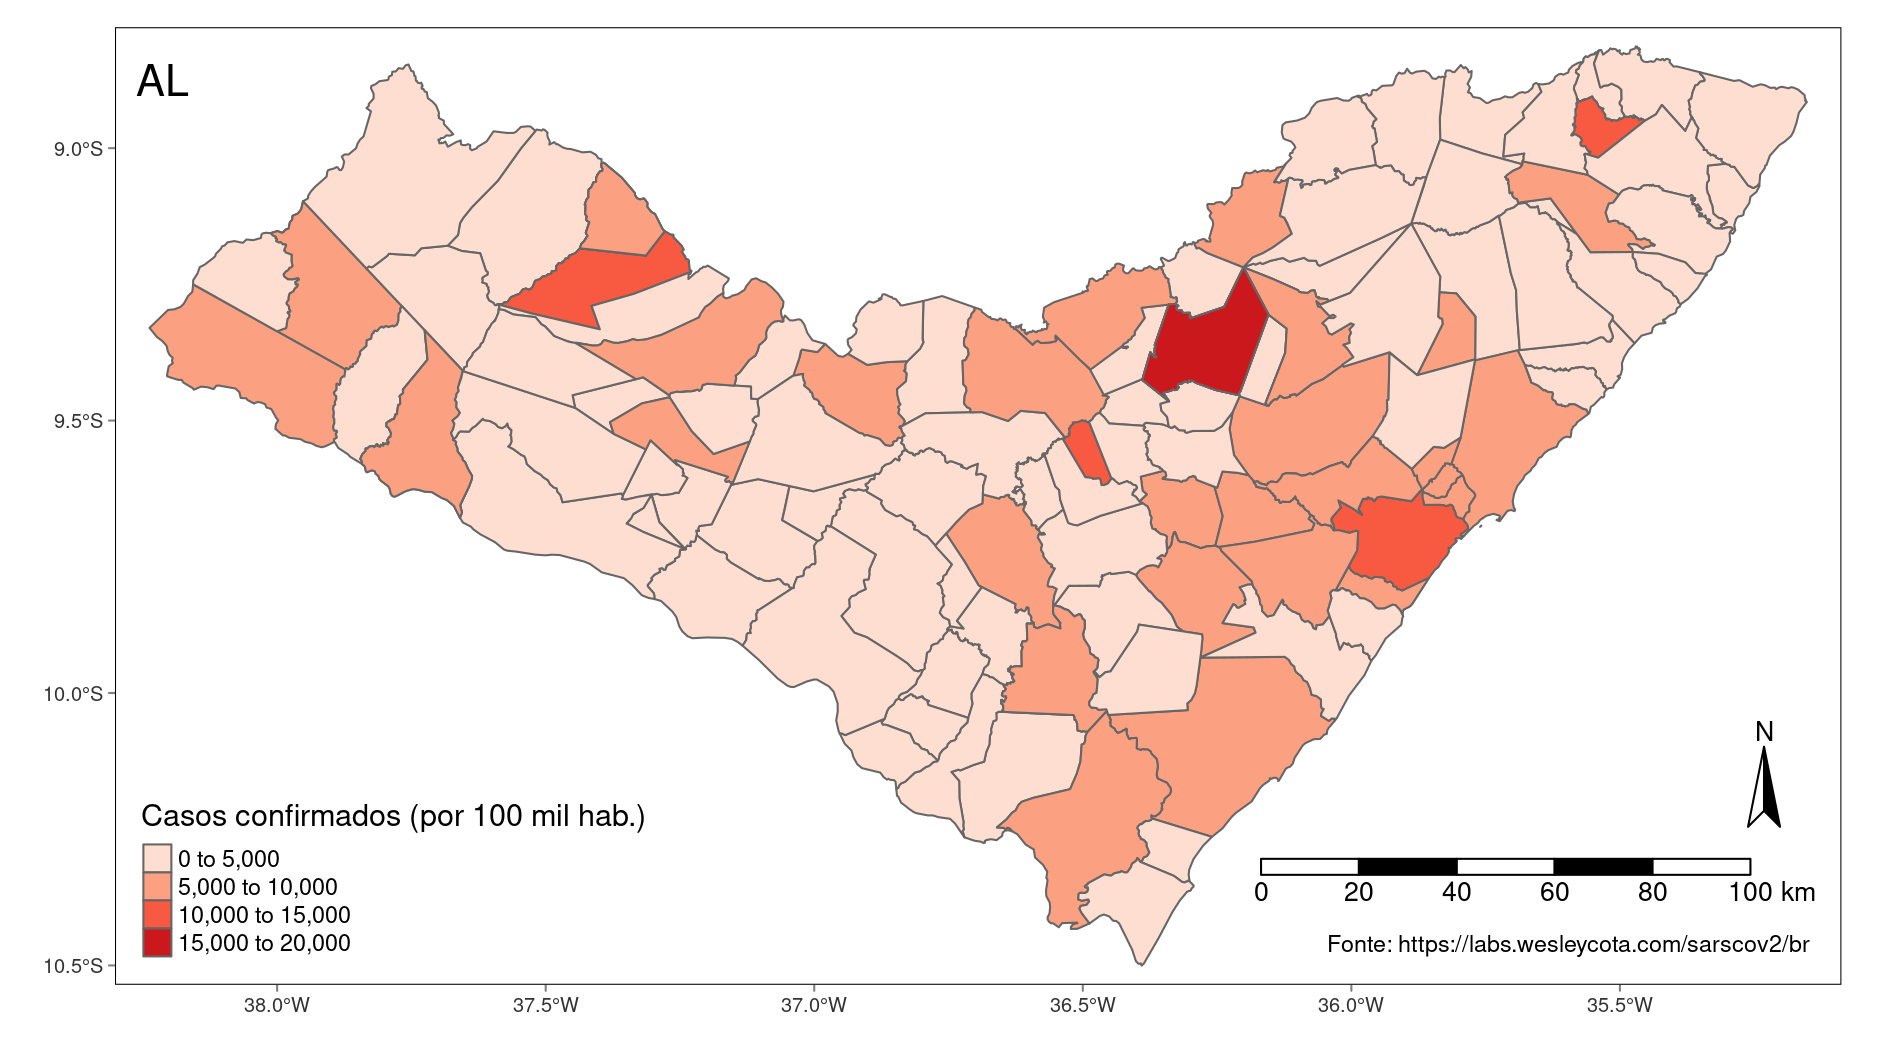 AL
9.0°S
9.5°S
10.0°S
10.5°S
N
Casos confirmados (por 100 mil hab.)
0 to 5,000
5,000 to 10,000
10,000 to 15,000
15,000 to 20,000
0 20 40 60 80 100 km
Fonte: https://labs.wesleycota.com/sarscov2/br
38.0°W 37.5°W 37.0°W 36.5°W 36.0°W 35.5°W